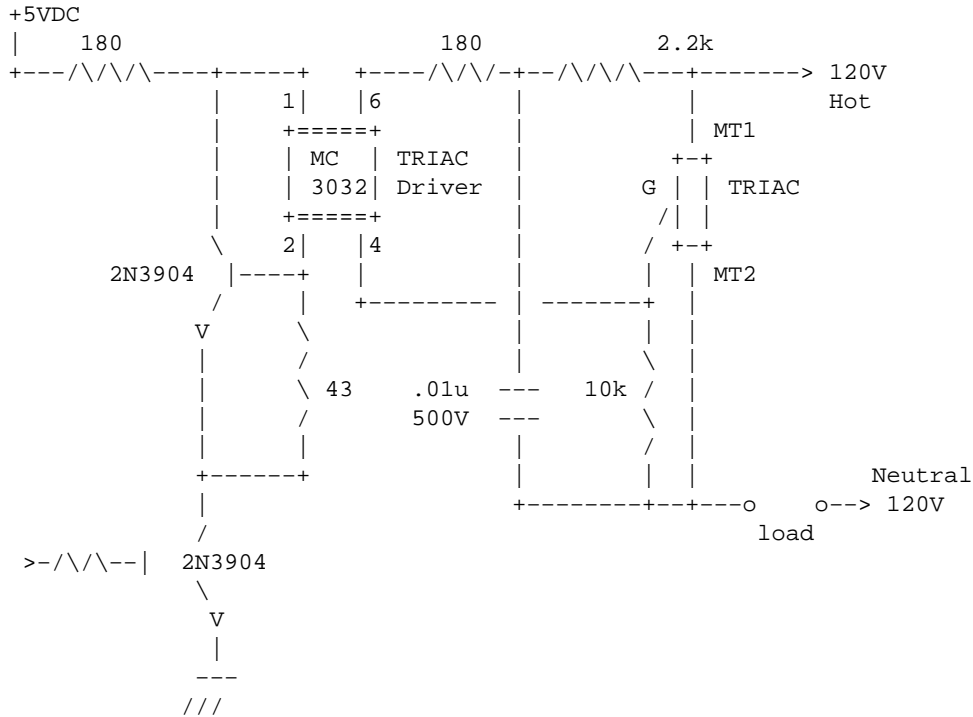 +5VDC
180 180 2.2k
120V
1 6 Hot
MT1
MC TRIAC
3032 Driver G TRIAC
2 4
2N3904 MT2
43 .01u 10k
500V
Neutral
120V
load
2N3904